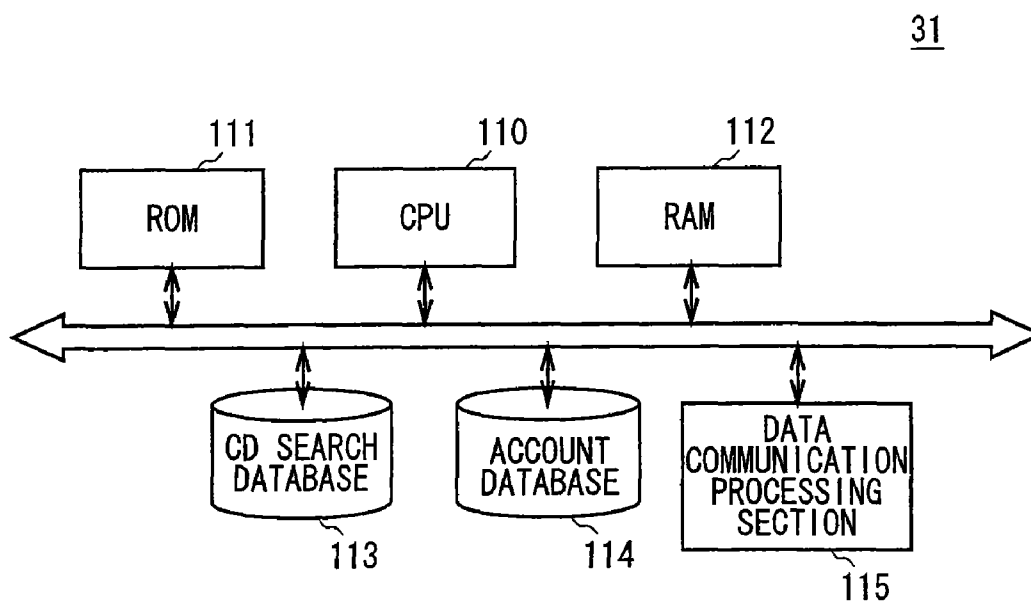 31
111
110
112
ROM
CPU
RAM
CD SEARCH
DATABASE
ACCOUNT
DATABASE
DATA
COMMUNICATION
PROCESSING
SECTION
113
114
115